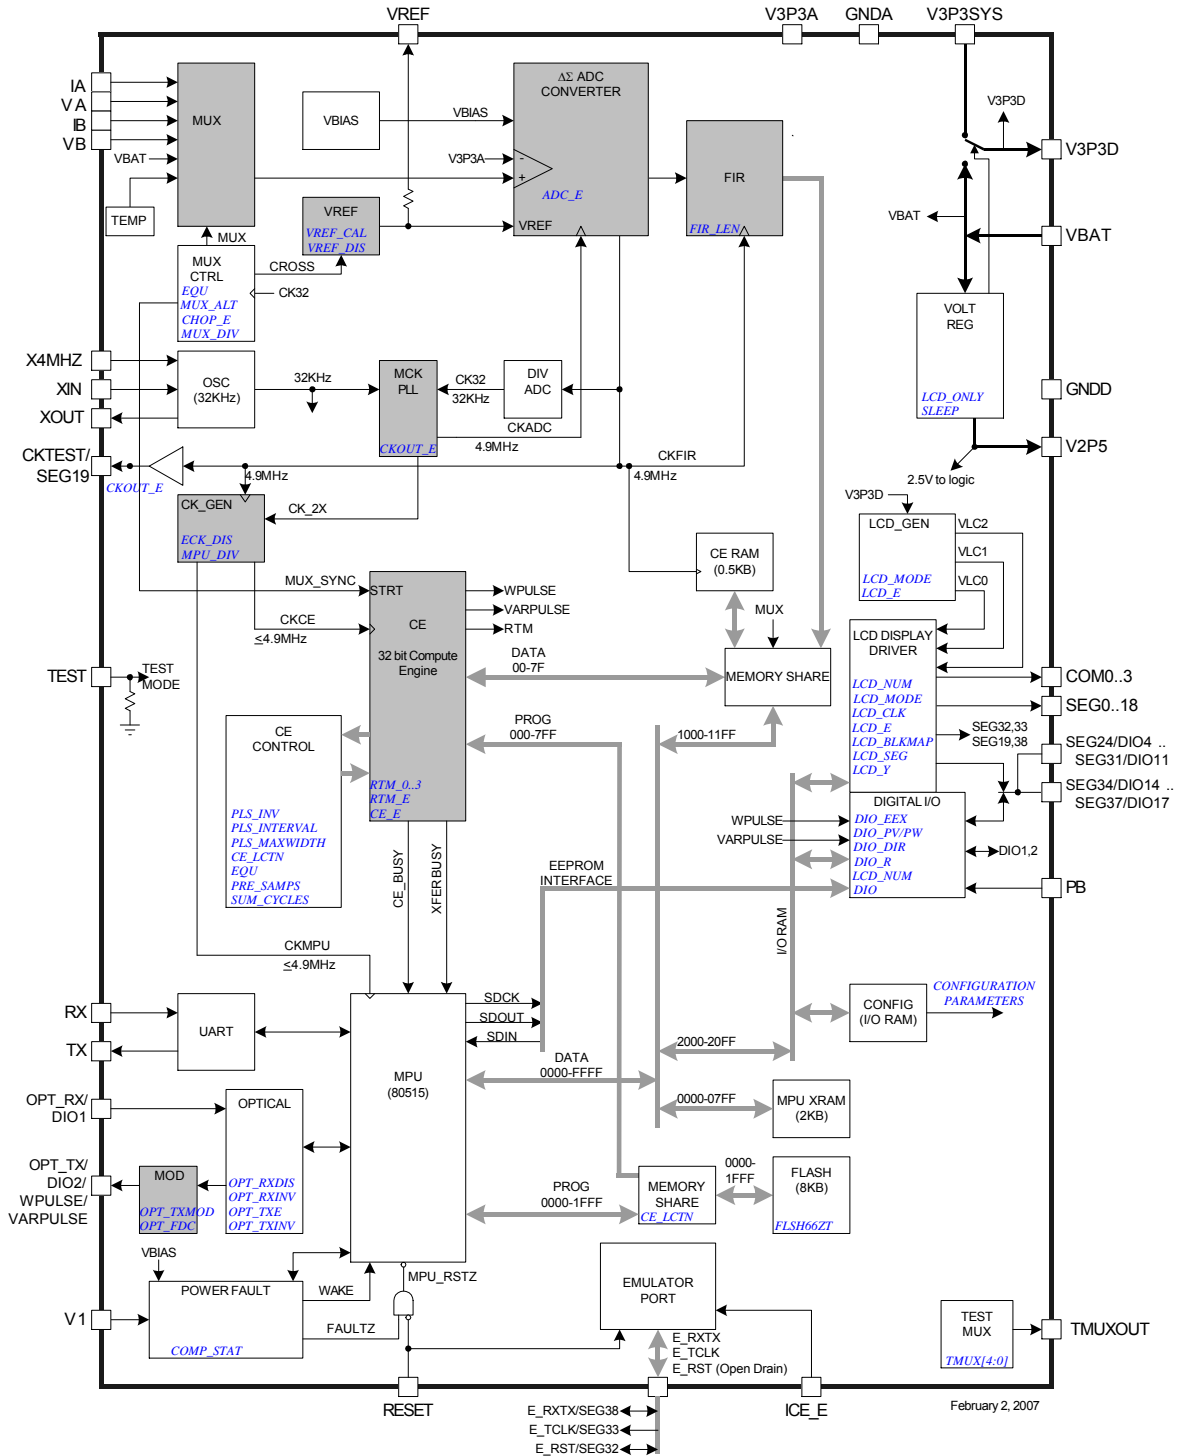 VREF
V3P3A
GNDA
V3P3SYS
IA
VA
IB
VB
VBAT
TEMP
MUX
VBIAS
VBIAS
V3P3A
ΔΣ ADC
CONVERTER
-
+
ADC_E
VREF
FIR
FIR_LEN
VREF
VREF_CAL
VREF_DIS
MUX
MUX
CTRL
EQU
MUX_ALT
CHOP_E
MUX_DIV
CROSS
CK32
V3P3D
V3P3D
VBAT
VBAT
VOLT
REG
LCD_ONLY
SLEEP
GNDD
V2P5
2.5V to logic
X4MHZ
XIN
XOUT
OSC
(32KHz)
32KHz
MCK
PLL
CKOUT_E
CK32
32KHz
DIV
ADC
CKADC
4.9MHz
CKFIR
4.9MHz
CKTEST/
SEG19
CKOUT_E
4.9MHz
CK_GEN
ECK_DIS
MPU_DIV
CK_2X
V3P3D
LCD_GEN
LCD_MODE
LCD_E
VLC2
VLC1
VLC0
CE RAM
(0.5KB)
MUX
MEMORY SHARE
MUX_SYNC
CKCE
≤4.9MHz
STRT
CE
32 bit Compute
Engine
RTM_0..3
RTM_E
CE_E
WPULSE
VARPULSE
RTM
DATA
00-7F
PROG
000-7FF
1000-11FF
LCD DISPLAY
DRIVER
LCD_NUM
LCD_MODE
LCD_CLK
LCD_E
LCD_BLKMAP
LCD_SEG
LCD_Y
COM0..3
SEG0..18
SEG32,33
SEG19,38
SEG24/DIO4 ..
SEG31/DIO11
SEG34/DIO14 ..
SEG37/DIO17
DIGITAL I/O
DIO_EEX
DIO_PV/PW
DIO_DIR
DIO_R
LCD_NUM
DIO
WPULSE
VARPULSE
DIO1,2
PB
TEST
TEST
MODE
CE
CONTROL
PLS_INV
PLS_INTERVAL
PLS_MAXWIDTH
CE_LCTN
EQU
PRE_SAMPS
SUM_CYCLES
CE_BUSY
XFER BUSY
EEPROM
INTERFACE
I/O RAM
CKMPU
≤4.9MHz
RX
TX
UART
MPU
(80515)
SDCK
SDOUT
SDIN
DATA
0000-FFFF
2000-20FF
0000-07FF
CONFIG
(I/O RAM)
CONFIGURATION
PARAMETERS
MPU XRAM
(2KB)
OPT_RX/
DIO1
OPTICAL
OPT_RXDIS
OPT_RXINV
OPT_TXE
OPT_TXINV
OPT_TX/
DIO2/
WPULSE/
VARPULSE
MOD
OPT_TXMOD
OPT_FDC
PROG
0000-1FFF
MEMORY
SHARE
CE_LCTN
0000-
1FFF
FLASH
(8KB)
FLSH66ZT
VBIAS
POWER FAULT
COMP_STAT
V1
WAKE
FAULTZ
MPU_RSTZ
EMULATOR
PORT
E_RXTX
E_TCLK
E_RST (Open Drain)
TEST
MUX
TMUX[4:0]
TMUXOUT
RESET
ICE_E
February 2, 2007
E_RXTX/SEG38
E_TCLK/SEG33
E_RST/SEG32